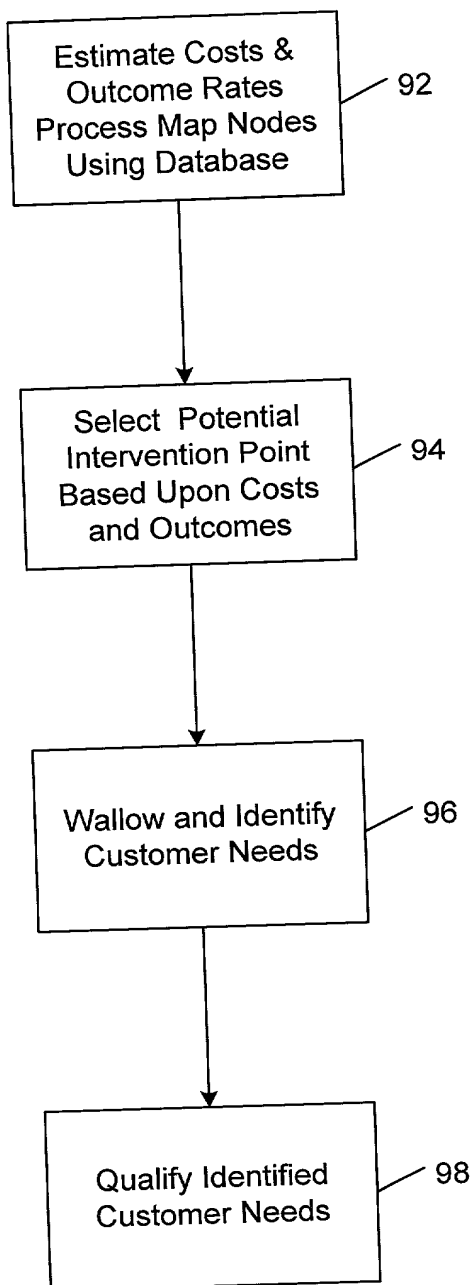 Estimate Costs &
Outcome Rates
Process Map Nodes
Using Database
92
Select Potential
Intervention Point
Based Upon Costs
and Outcomes
94
Wallow and Identify
Customer Needs
96
Qualify Identified
Customer Needs
98